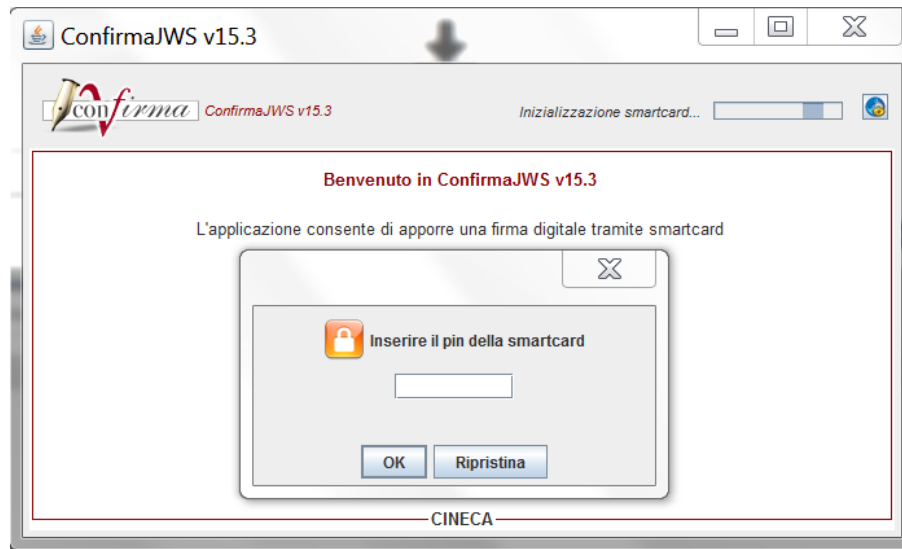 ConfirmaJWS v15.3
confirma ConfirmaJWS v15.3 Inizializzazione smartcard...
Benvenuto in ConfirmaJWS v15.3
L'applicazione consente di apporre una firma digitale tramite smartcard
Inserire il pin della smartcard
OK Ripristina
CINECA